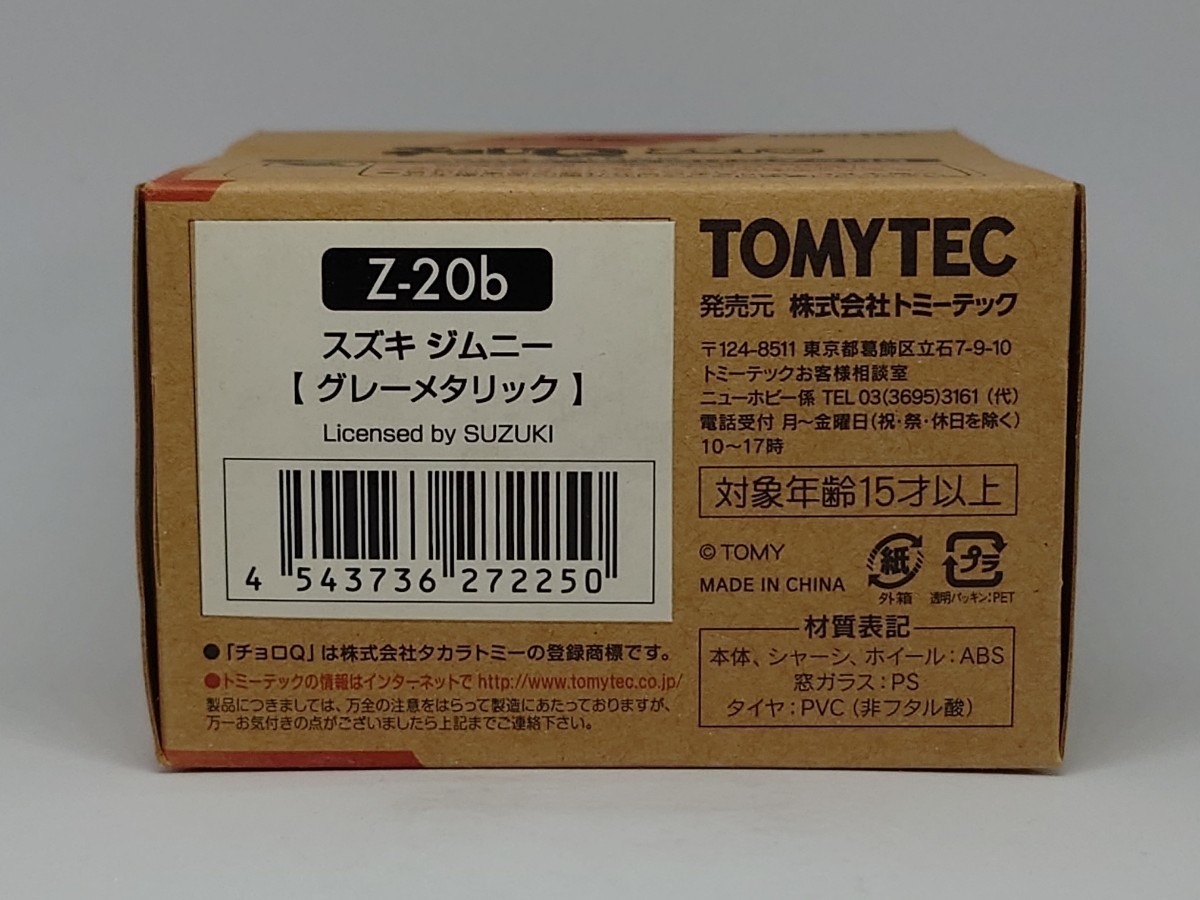 Z-20b
スズキ ジムニー
【 グレーメタリック 】
Licensed by SUZUKI
4 543736 272250
●「チョロQ」は株式会社タカラトミーの登録商標です。
●トミーテックの情報はインターネットで http://www.tomytec.co.jp/
製品につきましては、万全の注意をはらって製造にあたっておりますが、
万一お気付きの点がございましたら上記までご連絡下さい。
TOMYTEC
発売元 株式会社トミーテック
〒124-8511 東京都葛飾区立石7-9-10
トミーテックお客様相談室
ニューホビー係 TEL 03(3695)3161 (代)
電話受付 月～金曜日(祝・祭・休日を除く)
10～17時
対象年齢15才以上
© TOMY
MADE IN CHINA
紙
外箱
プラ
透明パッキン:PET
材質表記
本体、シャーシ、ホイール:ABS
窓ガラス:PS
タイヤ:PVC (非フタル酸)